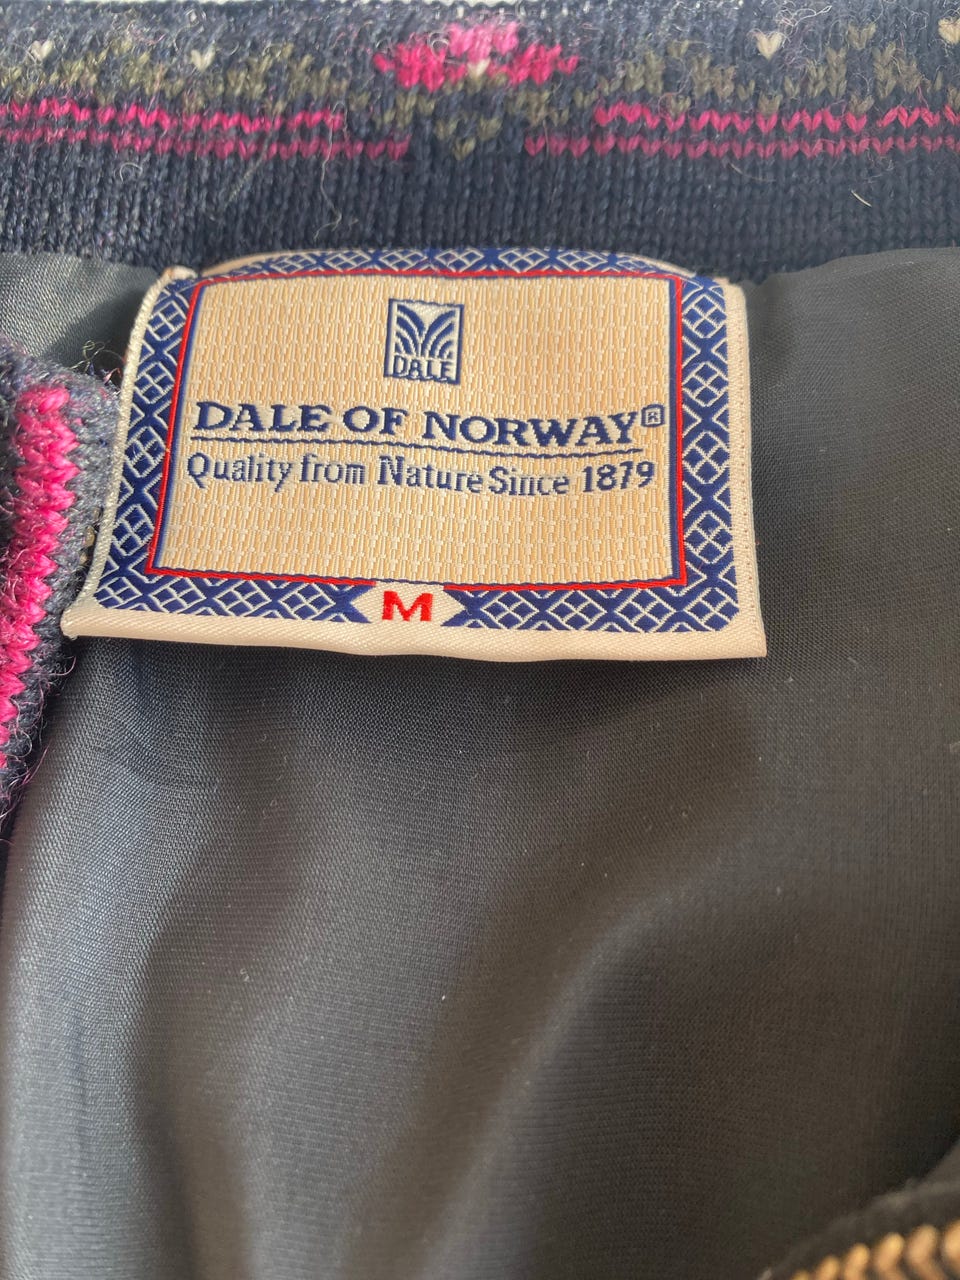 DALE
DALE OF NORWAY®
Quality from Nature Since 1879
M